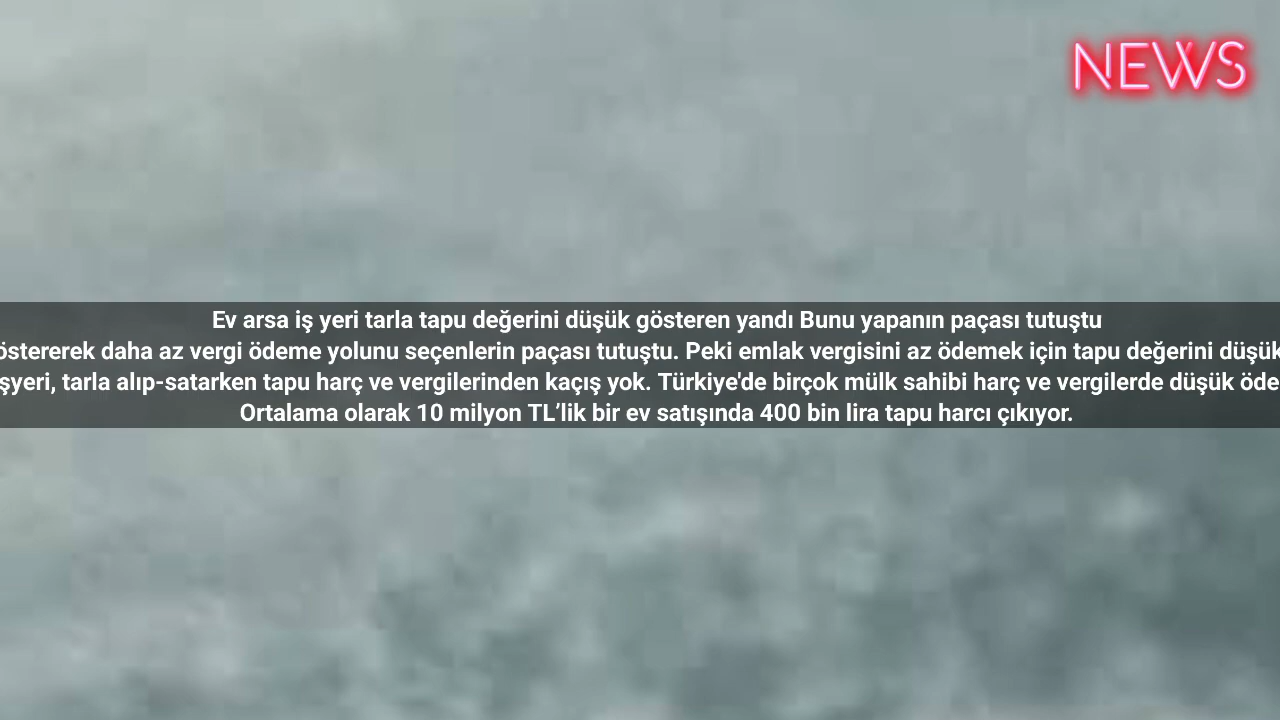 NEWS
Ev arsa iş yeri tarla tapu değerini düşük gösteren yandı Bunu yapanın paçası tutuştu
östererek daha az vergi ödeme yolunu seçenlerin paçası tutuştu. Peki emlak vergisini az ödemek için tapu değerini düşük
şyeri, tarla alıp-satarken tapu harç ve vergilerinden kaçış yok. Türkiye'de birçok mülk sahibi harç ve vergilerde düşük öde
Ortalama olarak 10 milyon TL’lik bir ev satışında 400 bin lira tapu harcı çıkıyor.